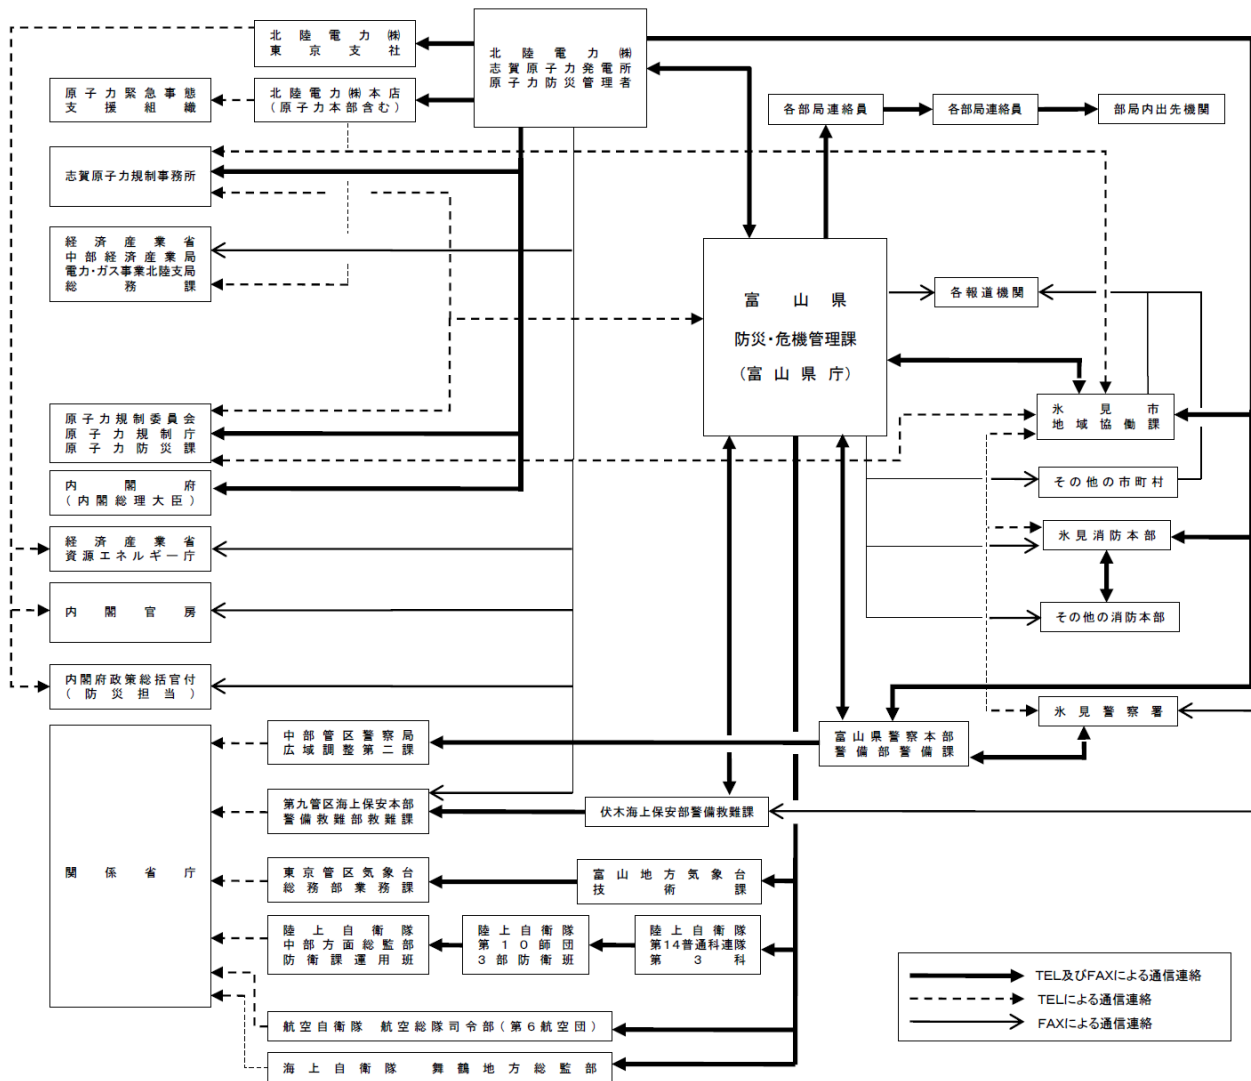 北陸電力㈱
東京支社
北陸電力㈱
志賀原子力発電所
原子力防災管理者
原子力緊急事態
支援組織
北陸電力㈱本店
(原子力本部含む)
各部局連絡員
各部局連絡員
部局内出先機関
志賀原子力規制事務所
経済産業省
中部経済産業局
電力・ガス事業北陸支局
総務課
富山県
防災・危機管理課
(富山県庁)
各報道機関
原子力規制委員会
原子力規制庁
原子力防災課
氷見市
地域協働課
内閣府
(内閣総理大臣)
その他の市町村
経済産業省
資源エネルギー庁
氷見消防本部
内閣官房
その他の消防本部
内閣府政策総括官付
(防災担当)
氷見警察署
中部管区警察局
広域調整第二課
富山県警察本部
警備部警備課
第九管区海上保安本部
警備救難部救難課
伏木海上保安部警備救難課
関係省庁
東京管区気象台
総務部業務課
富山地方気象台
技術課
陸上自衛隊
中部方面総監部
防衛課運用班
陸上自衛隊
第10師団
3部防衛班
陸上自衛隊
第14普通科連隊
第3科
航空自衛隊 航空総隊司令部(第6航空団)
海上自衛隊 舞鶴地方総監部
TEL及びFAXによる通信連絡
TELによる通信連絡
FAXによる通信連絡